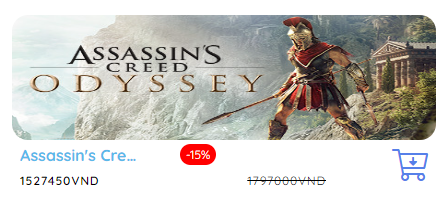 ASSASSIN'S
CREED
ODYSSEY
Assassin's Cre...
-15%
1527450VND
1797000VND